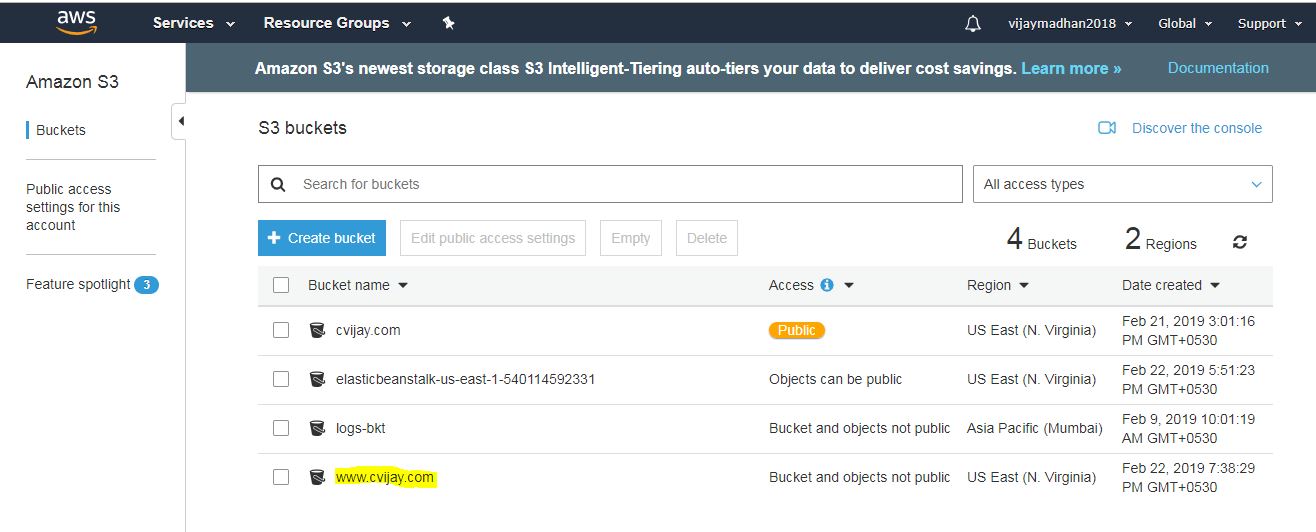 aws Services Resource Groups vijaymadhan2018 Global Support
Amazon S3's newest storage class S3 Intelligent-Tiering auto-tiers your data to deliver cost savings. Learn more » Documentation
Amazon S3
Buckets
Public access
settings for this
account
Feature spotlight 3
S3 buckets Discover the console
Search for buckets All access types
+ Create bucket Edit public access settings Empty Delete 4 Buckets 2 Regions
Bucket name Access i Region Date created
cvijay.com Public US East (N. Virginia) Feb 21, 2019 3:01:16
PM GMT+0530
elasticbeanstalk-us-east-1-540114592331 Objects can be public US East (N. Virginia) Feb 22, 2019 5:51:23
PM GMT+0530
logs-bkt Bucket and objects not public Asia Pacific (Mumbai) Feb 9, 2019 10:01:19
AM GMT+0530
www.cvijay.com Bucket and objects not public US East (N. Virginia) Feb 22, 2019 7:38:29
PM GMT+0530